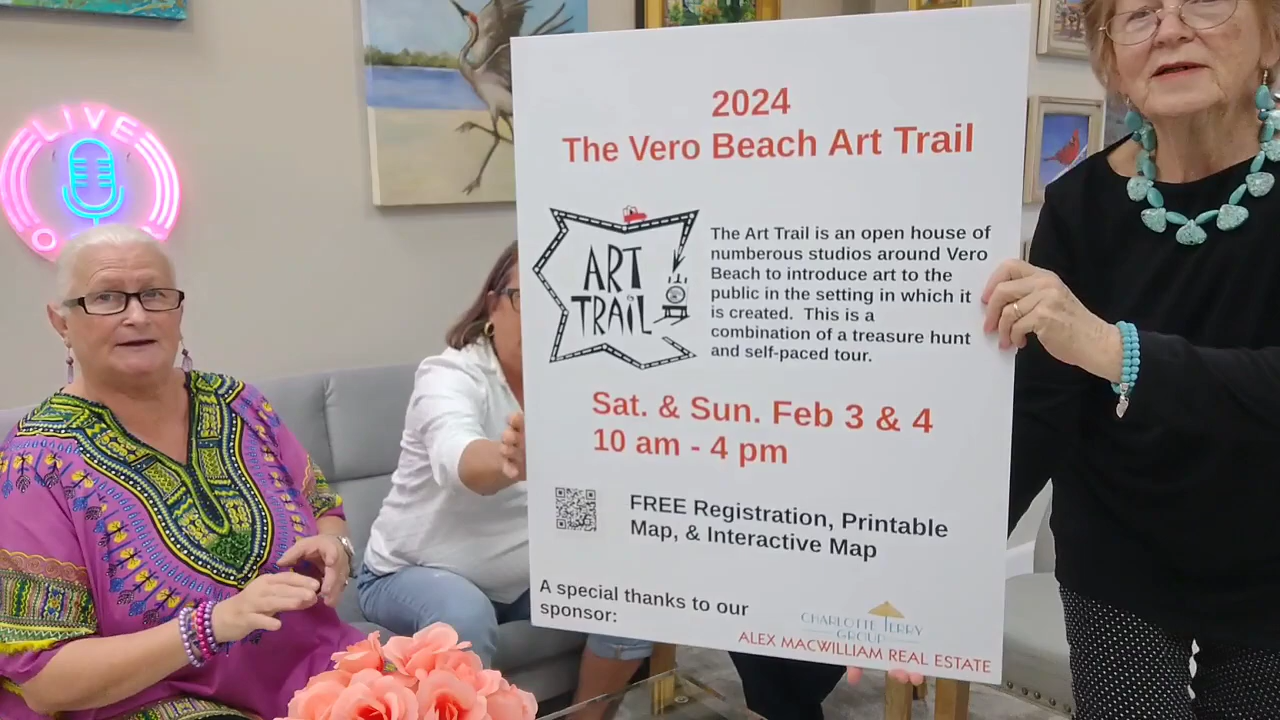 LIVE
2024
The Vero Beach Art Trail
ART
TRAIL
The Art Trail is an open house of
numberous studios around Vero
Beach to introduce art to the
public in the setting in which it
is created. This is a
combination of a treasure hunt
and self-paced tour.
Sat. & Sun. Feb 3 & 4
10 am - 4 pm
FREE Registration, Printable
Map, & Interactive Map
A special thanks to our
sponsor:
CHARLOTTE TERRY
GROUP
ALEX MACWILLIAM REAL ESTATE